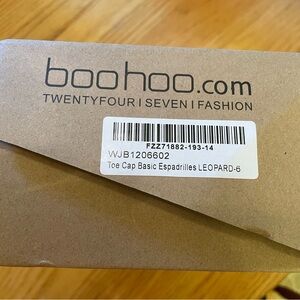 boohoo.com
TWENTYFOUR I SEVEN I FASHION
FZZ71882-193-14
WJB1206602
Toe Cap Basic Espadrilles LEOPARD-6